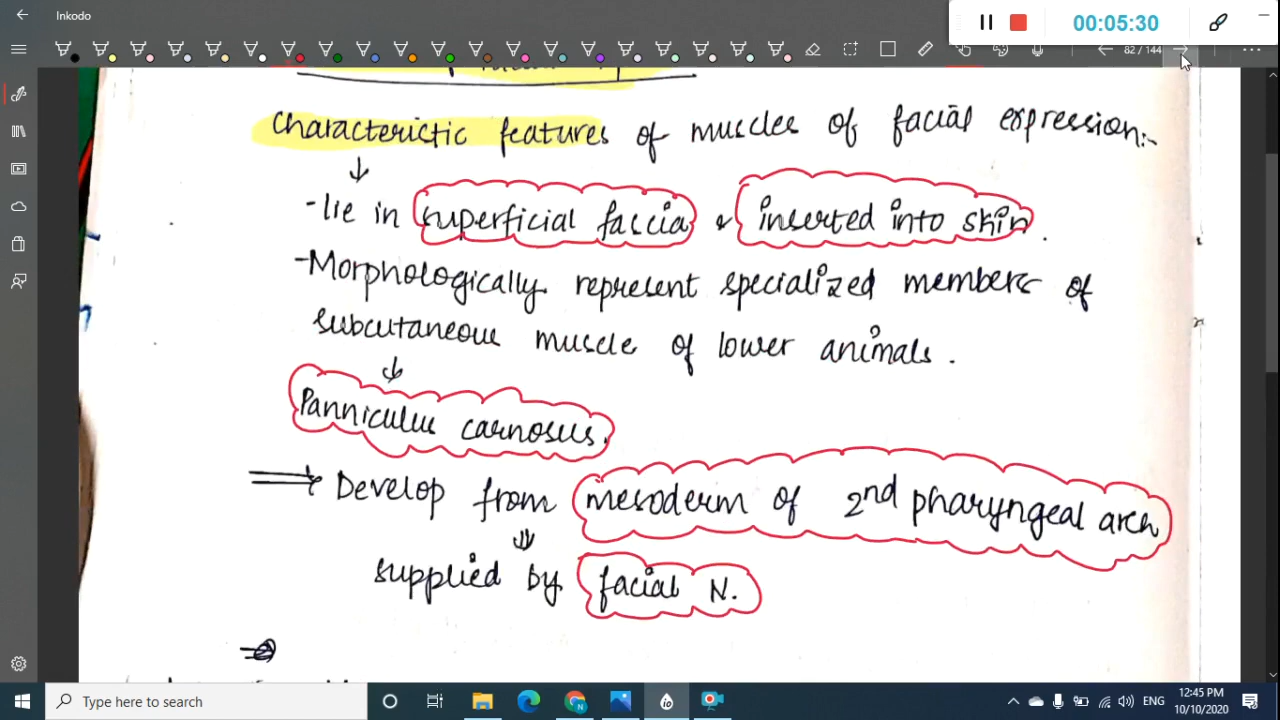 Inkodo
00:05:30
82 / 144
characteristic features of muscles of facial expression:-
- lie in superficial fascia & inserted into skin.
- Morphologically represent specialized members of
subcutaneous muscle of lower animals.
Panniculus carnosus.
Develop from mesoderm of 2nd pharyngeal arch
supplied by facial N.
Type here to search
ENG
12:45 PM
10/10/2020